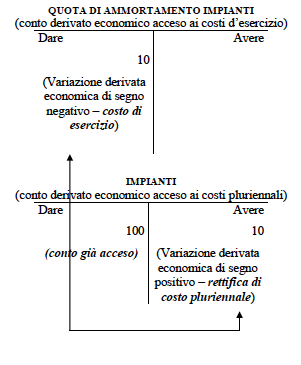 QUOTA DI AMMORTAMENTO IMPIANTI
(conto derivato economico acceso ai costi d'esercizio)
Dare Avere
10
(Variazione derivata
economica di segno
negativo – costo di
esercizio)
IMPIANTI
(conto derivato economico acceso ai costi pluriennali)
Dare Avere
100 10
(conto già acceso) (Variazione derivata
economica di segno
positivo – rettifica di
costo pluriennale)